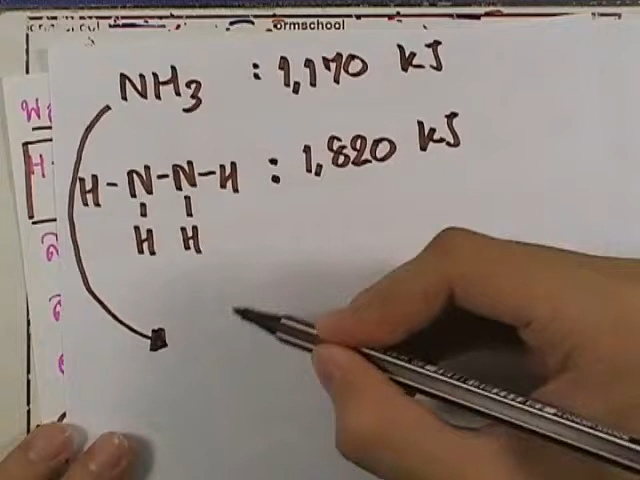 ormschool
NH3 : 1,170 kJ
H-N-N-H : 1,820 kJ
H H